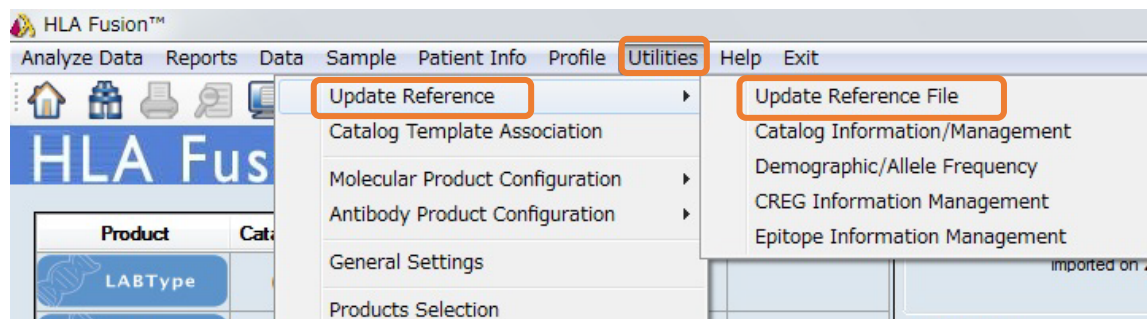 HLA Fusion™
Analyze Data Reports Data Sample Patient Info Profile Utilities Help Exit
Update Reference
Catalog Template Association
Molecular Product Configuration
Antibody Product Configuration
General Settings
Products Selection
Update Reference File
Catalog Information/Management
Demographic/Allele Frequency
CREG Information Management
Epitope Information Management
HLA Fus
Product
LABType
imported on